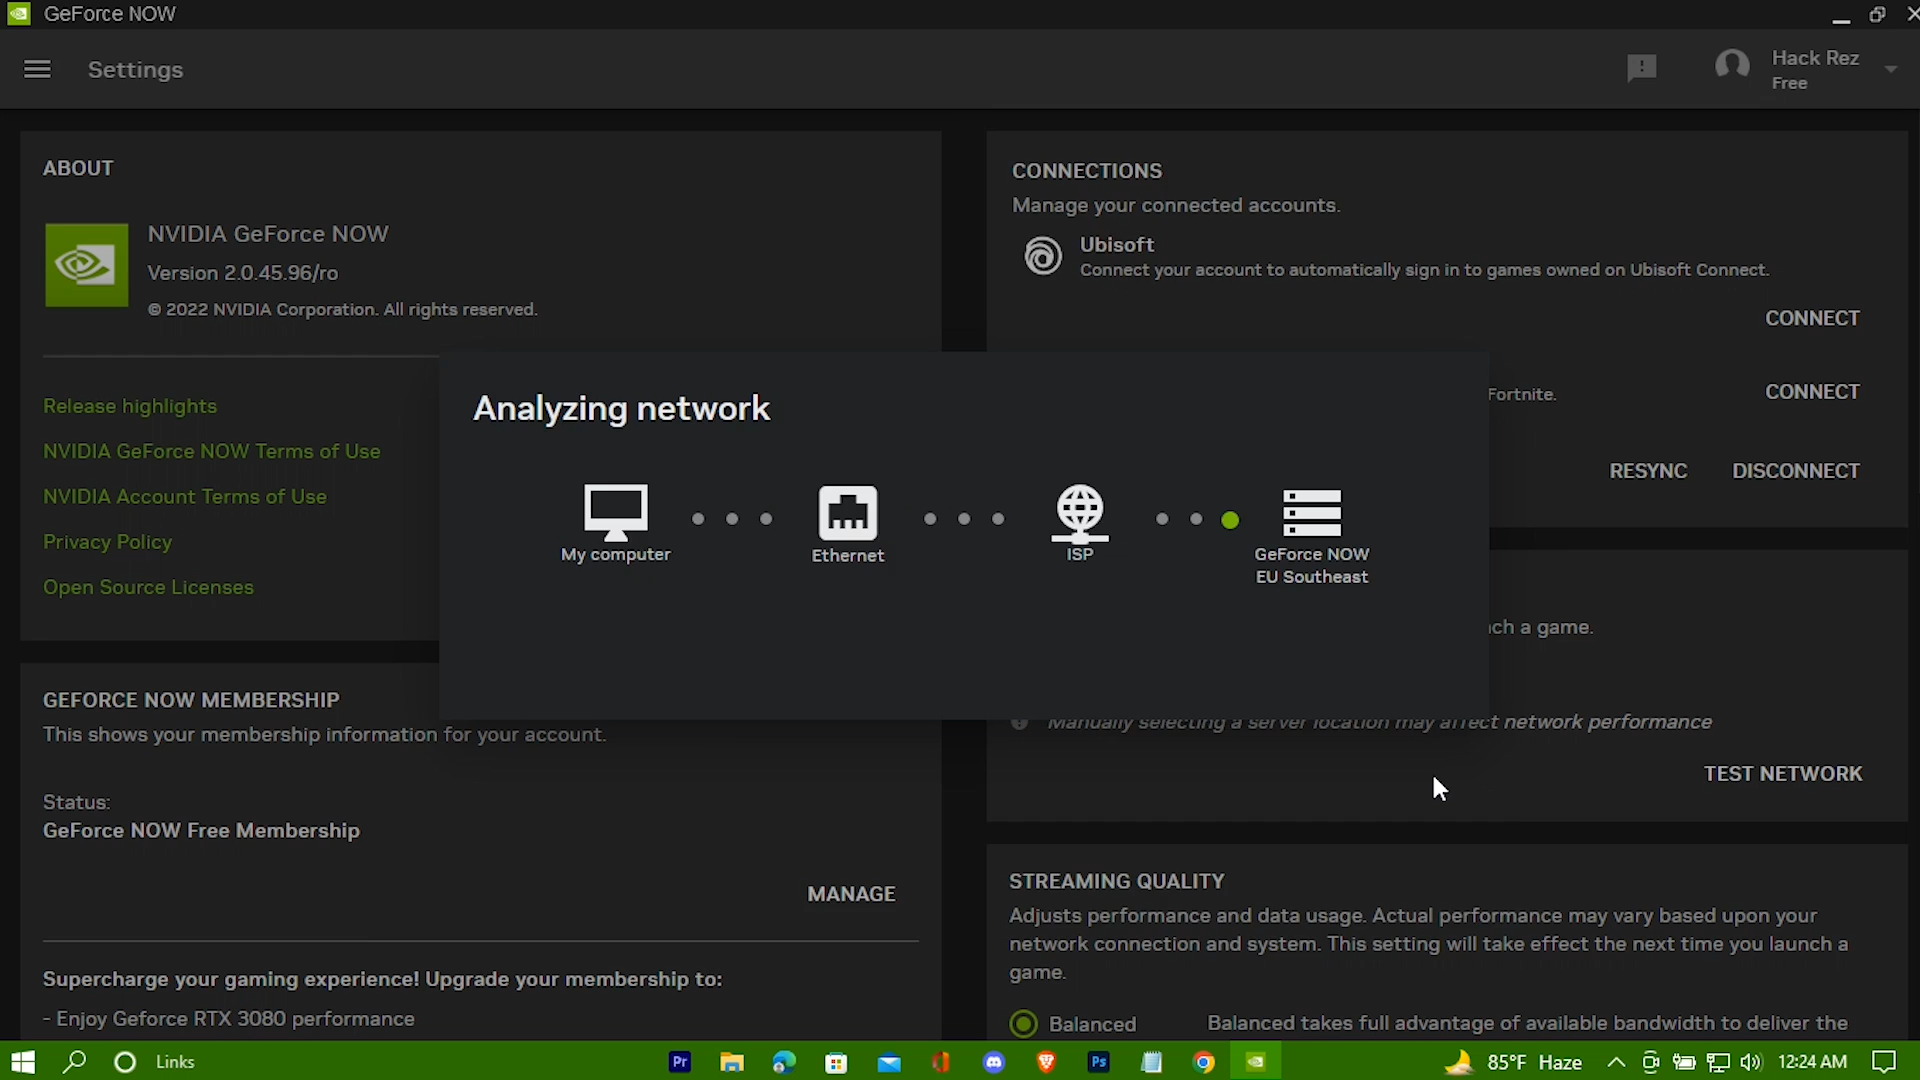 GeForce NOW
Settings
Hack Rez
Free
ABOUT
NVIDIA GeForce NOW
Version 2.0.45.96/ro
© 2022 NVIDIA Corporation. All rights reserved.
Release highlights
NVIDIA GeForce NOW Terms of Use
NVIDIA Account Terms of Use
Privacy Policy
Open Source Licenses
GEFORCE NOW MEMBERSHIP
This shows your membership information for your account.
Status:
GeForce NOW Free Membership
MANAGE
Supercharge your gaming experience! Upgrade your membership to:
- Enjoy Geforce RTX 3080 performance
Analyzing network
My computer
Ethernet
ISP
GeForce NOW
EU Southeast
CONNECTIONS
Manage your connected accounts.
Ubisoft
Connect your account to automatically sign in to games owned on Ubisoft Connect.
CONNECT
Fortnite.
CONNECT
RESYNC DISCONNECT
ch a game.
Manually selecting a server location may affect network performance
TEST NETWORK
STREAMING QUALITY
Adjusts performance and data usage. Actual performance may vary based upon your
network connection and system. This setting will take effect the next time you launch a
game.
Balanced
Balanced takes full advantage of available bandwidth to deliver the
Links
Pr
Ps
85°F Haze
12:24 AM